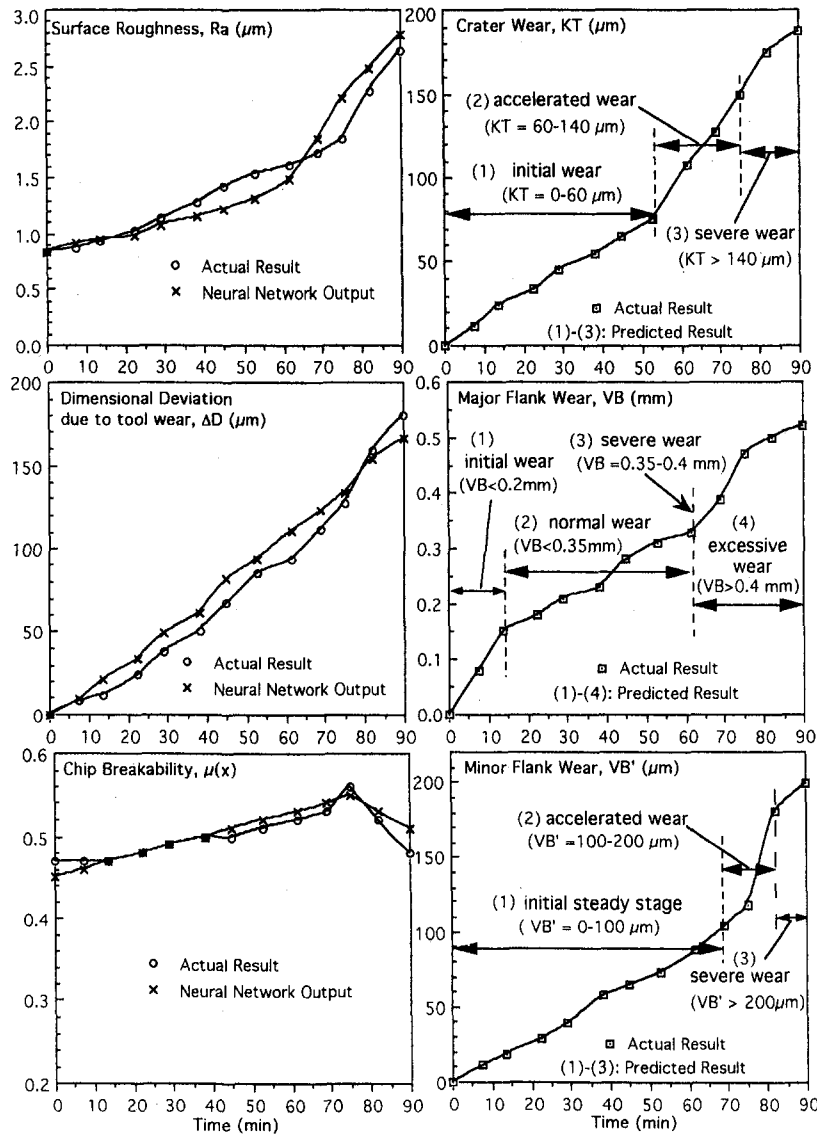 Surface Roughness, Ra (µm)
3.0
2.5
2.0
1.5
1.0
0.5
0.0
Actual Result
Neural Network Output
0 10 20 30 40 50 60 70 80 90
Crater Wear, KT (µm)
200
150
100
50
0
(2) accelerated wear
(KT = 60-140 µm)
(1) initial wear
(KT = 0-60 µm)
(3) severe wear
(KT > 140 µm)
Actual Result
(1)-(3): Predicted Result
0 10 20 30 40 50 60 70 80 90
Dimensional Deviation
due to tool wear, ΔD (µm)
200
150
100
50
0
Actual Result
Neural Network Output
0 10 20 30 40 50 60 70 80 90
Major Flank Wear, VB (mm)
0.6
0.5
0.4
0.3
0.2
0.1
0.0
(1)
initial wear
(VB<0.2mm)
(3) severe wear
(VB =0.35-0.4 mm)
(2) normal wear
(VB<0.35mm)
(4)
excessive
wear
(VB>0.4 mm)
Actual Result
(1)-(4): Predicted Result
0 10 20 30 40 50 60 70 80 90
Chip Breakability, µ(x)
0.6
0.5
0.4
0.3
0.2
Actual Result
Neural Network Output
0 10 20 30 40 50 60 70 80 90
Time (min)
Minor Flank Wear, VB' (µm)
200
150
100
50
0
(2) accelerated wear
(VB' =100-200 µm)
(1) initial steady stage
( VB' = 0-100 µm)
(3)
severe wear
(VB' > 200µm)
Actual Result
(1)-(3): Predicted Result
0 10 20 30 40 50 60 70 80 90
Time (min)